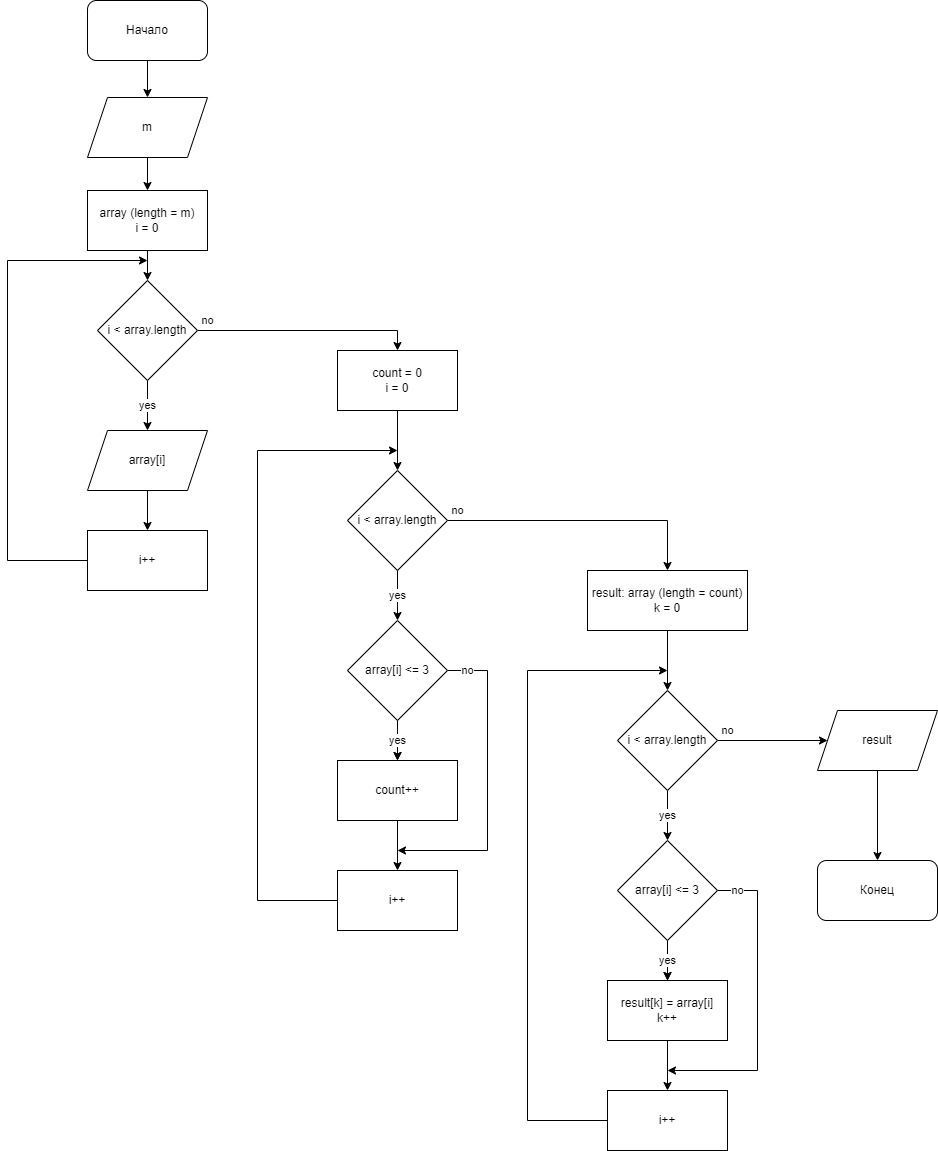 Начало
m
array (length = m)
i = 0
i < array.length
no
yes
array[i]
i++
count = 0
i = 0
i < array.length
no
yes
array[i] <= 3
no
yes
count++
i++
result: array (length = count)
k = 0
i < array.length
no
yes
array[i] <= 3
no
yes
result[k] = array[i]
k++
i++
result
Конец